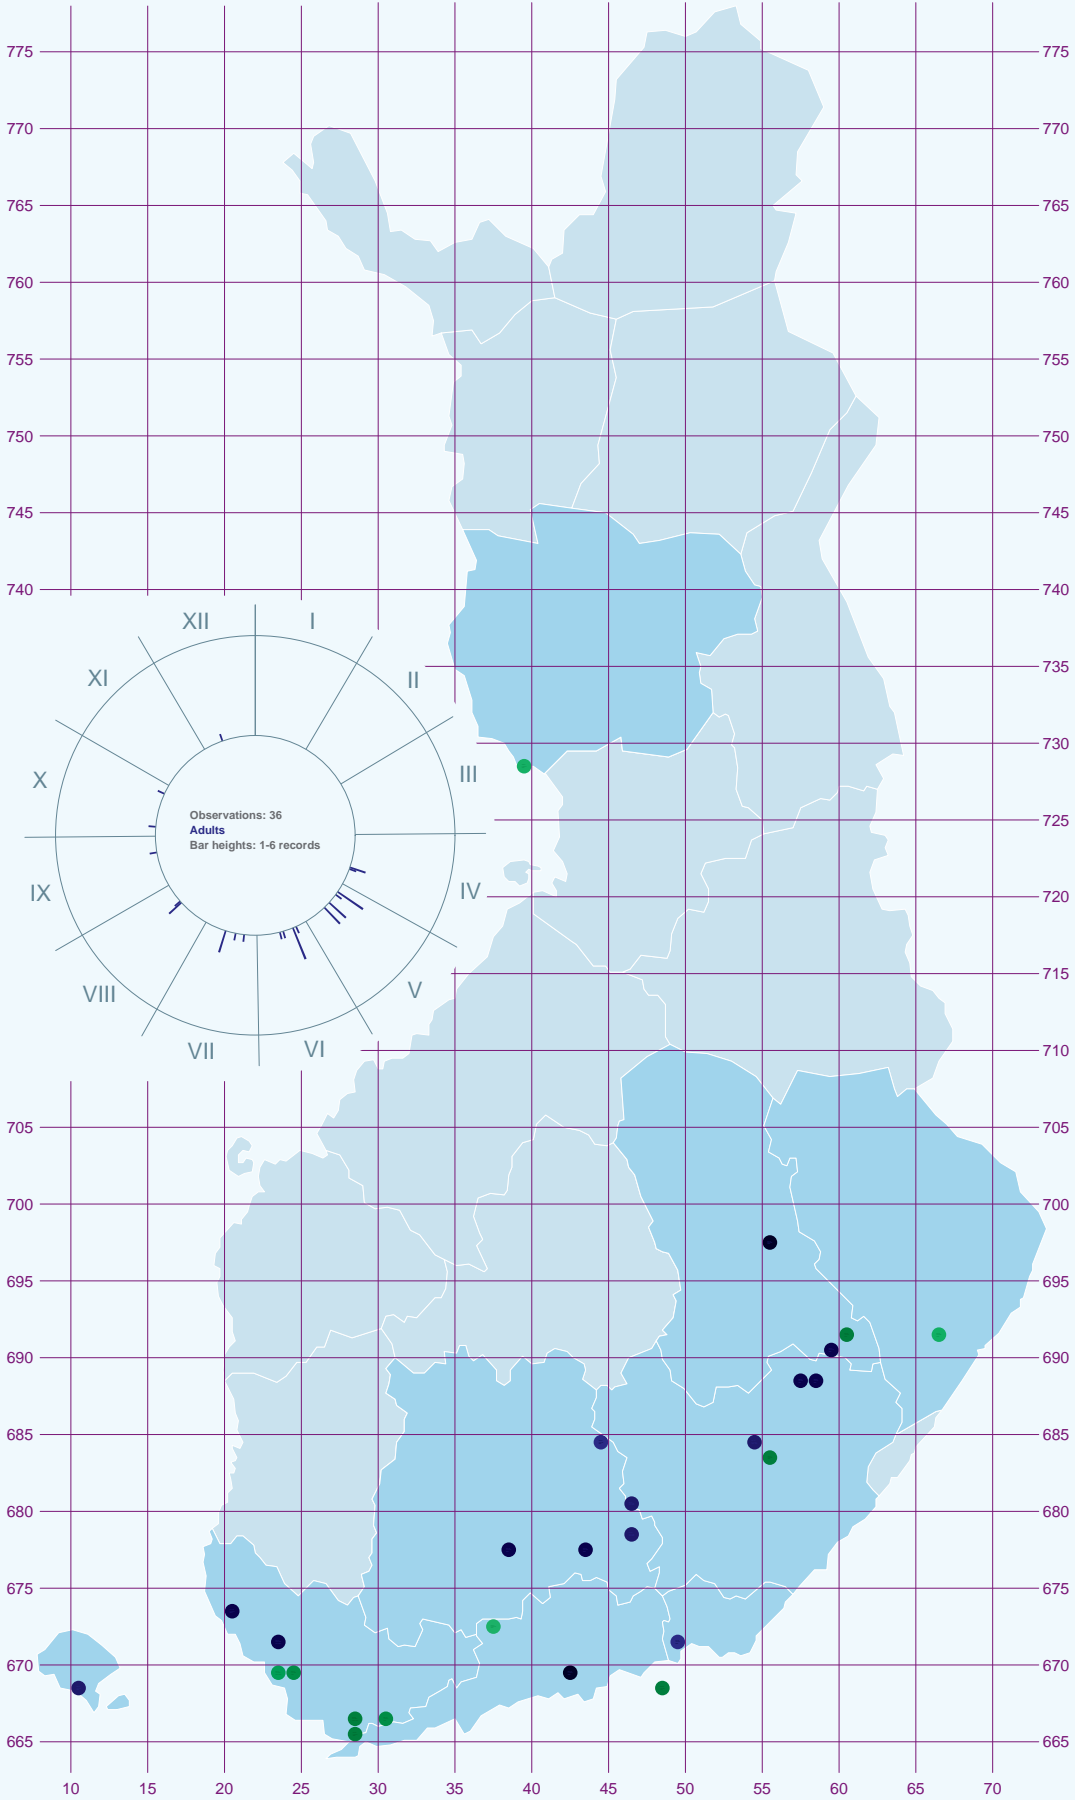 775 775
770 770
765 765
760 760
755 755
750 750
745 745
740 740
XII I
735 735
XI II
730 730
X III
725 725
Observations: 36
Adults
Bar heights: 1-6 records
IX IV
720 720
715 715
VIII V
VII VI
710 710
705 705
700 700
695 695
690 690
685 685
680 680
675 675
670 670
665 665
10 15 20 25 30 35 40 45 50 55 60 65 70